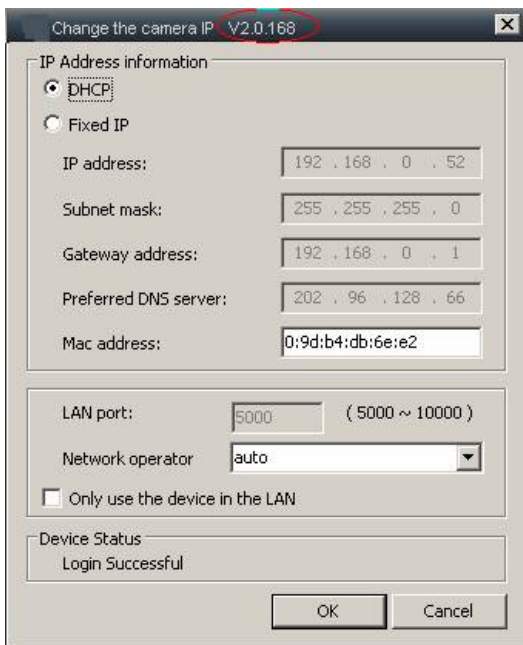 Change the camera IP V2.0.168
IP Address information
DHCP
Fixed IP
IP address: 192 . 168 . 0 . 52
Subnet mask: 255 . 255 . 255 . 0
Gateway address: 192 . 168 . 0 . 1
Preferred DNS server: 202 . 96 . 128 . 66
Mac address: 0:9d:b4:db:6e:e2
LAN port: 5000 ( 5000 ~ 10000 )
Network operator auto
Only use the device in the LAN
Device Status
Login Successful
OK Cancel